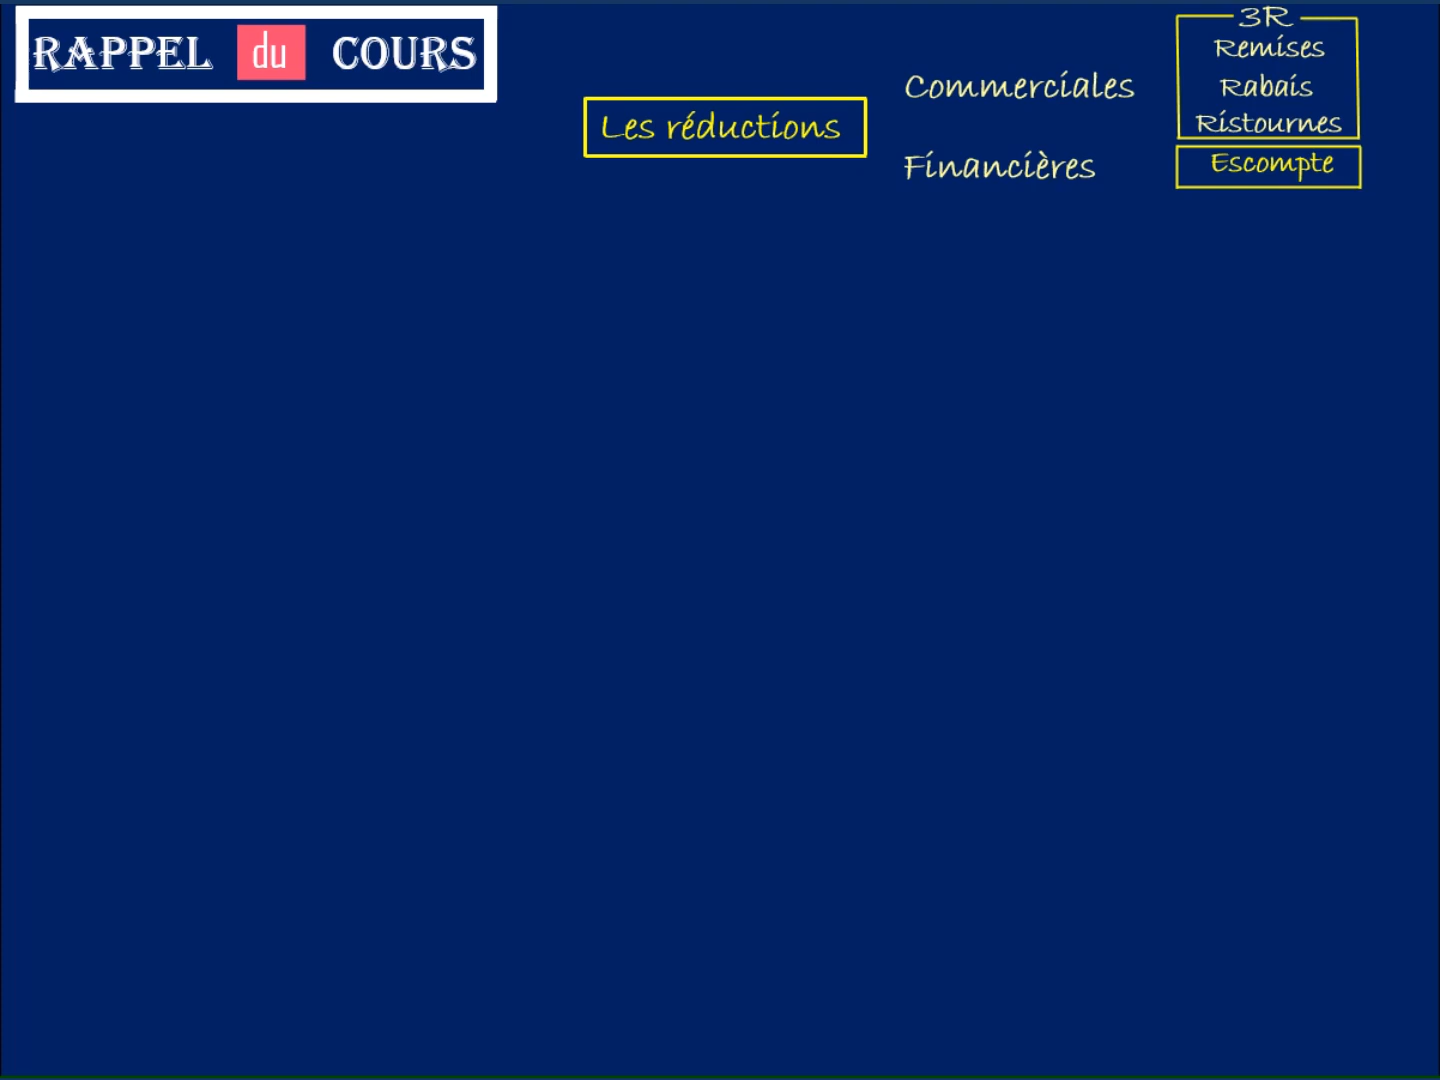 RAPPEL du COURS
3R
Remises
Commerciales
Rabais
Les réductions
Ristournes
Financières
Escompte